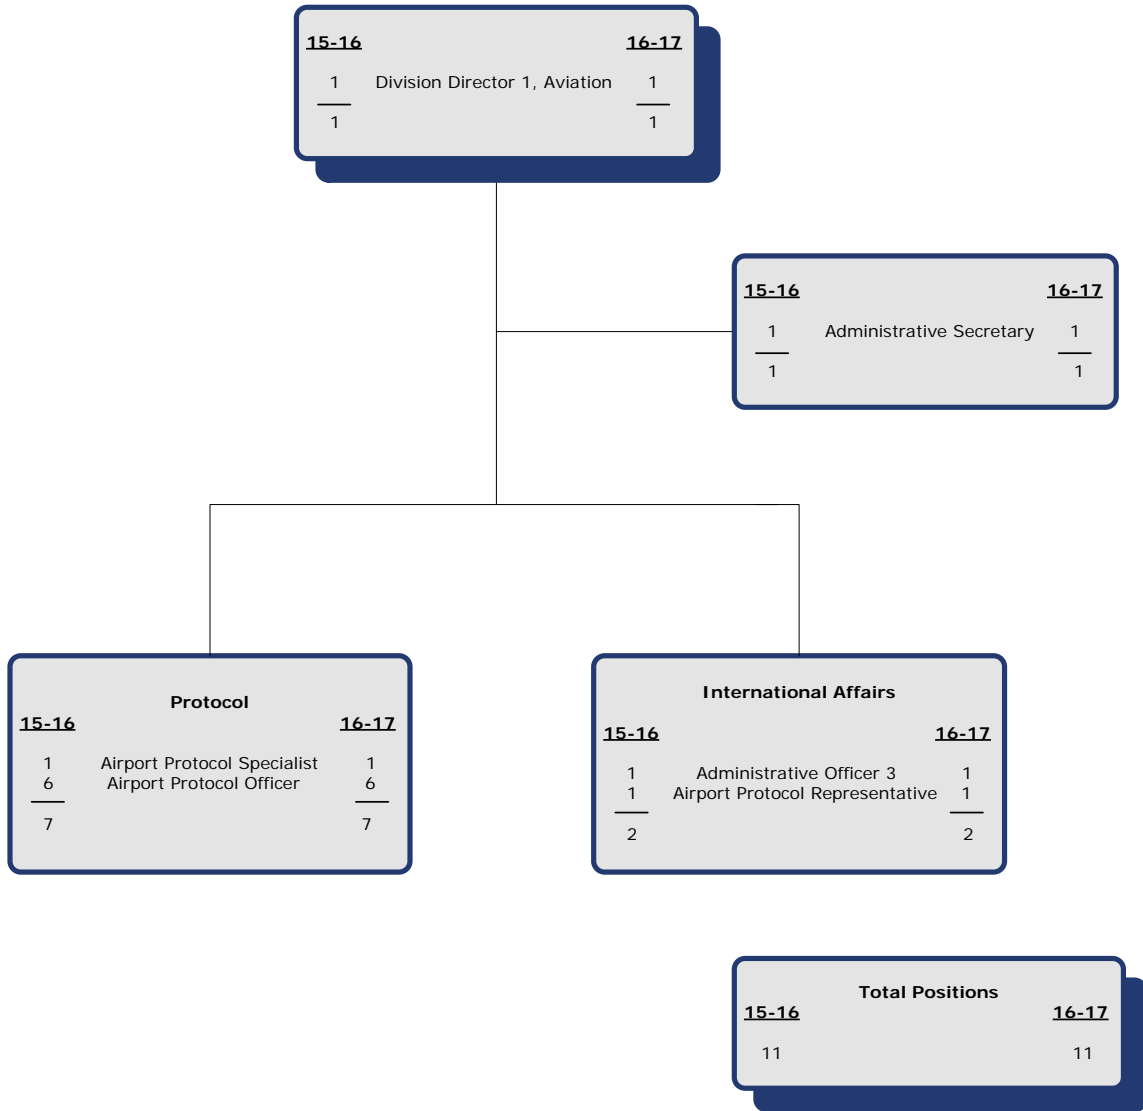 15-16 16-17
1 Division Director 1, Aviation 1
1 1
15-16 16-17
1 Administrative Secretary 1
1 1
Protocol
15-16 16-17
1 Airport Protocol Specialist 1
6 Airport Protocol Officer 6
7 7
International Affairs
15-16 16-17
1 Administrative Officer 3 1
1 Airport Protocol Representative 1
2 2
Total Positions
15-16 16-17
11 11